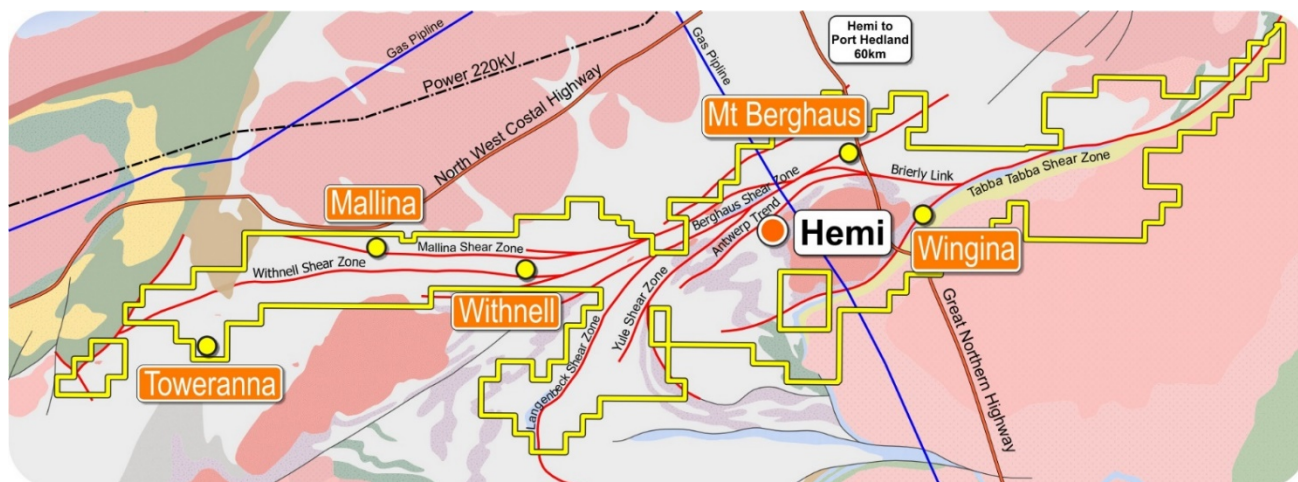 Gas Pipline
Power 220kV
North West Costal Highway
Gas Pipline
Hemi to
Port Hedland
60km
Mt Berghaus
Mallina
Brierly Link
Tabba Tabba Shear Zone
Berghaus Shear Zone
Antwerp Trend
Hemi
Wingina
Mallina Shear Zone
Withnell Shear Zone
Withnell
Yule Shear Zone
Langenbeck Shear Zone
Great Northern Highway
Toweranna